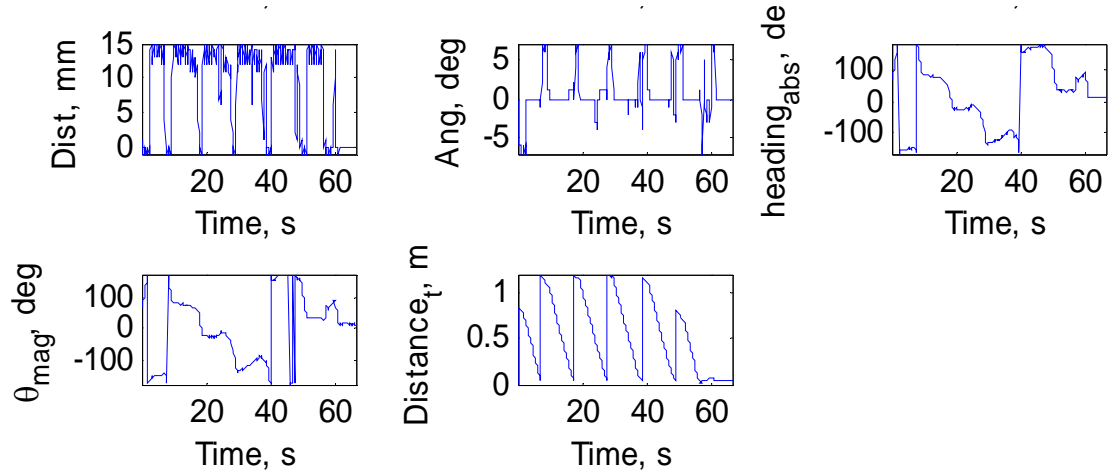 Dist, mm
15
10
5
0
20 40 60
Time, s
Ang, deg
5
0
-5
20 40 60
Time, s
heading_abs, de
100
0
-100
20 40 60
Time, s
θ_mag, deg
100
0
-100
20 40 60
Time, s
Distance_t, m
1
0.5
0
20 40 60
Time, s